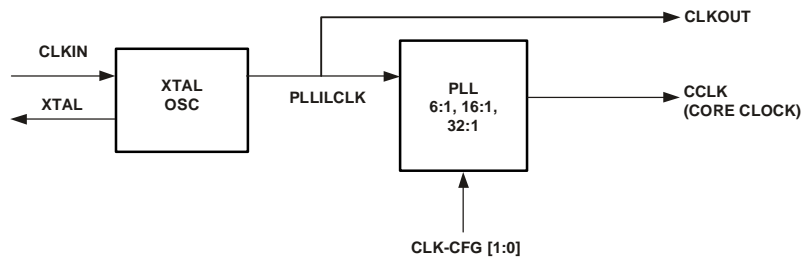 CLKOUT
CLKIN
XTAL
XTAL
OSC
PLLILCLK
PLL
6:1, 16:1,
32:1
CCLK
(CORE CLOCK)
CLK-CFG [1:0]